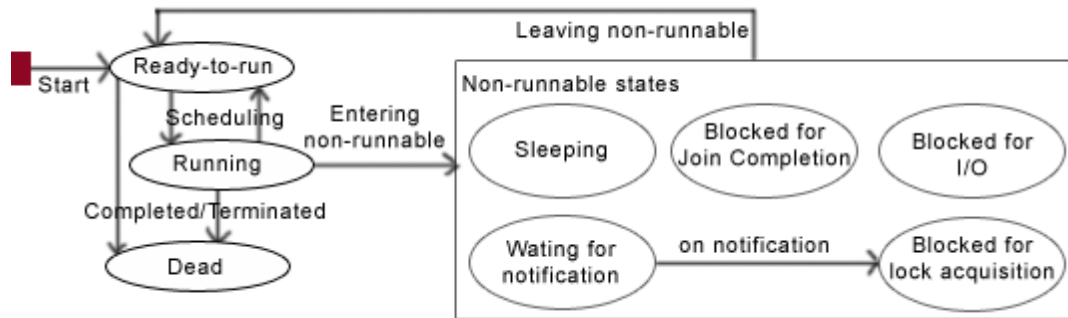 Leaving non-runnable
Ready-to-run
Start
Non-runnable states
Scheduling
Entering
non-runnable
Running
Sleeping
Blocked for
Join Completion
Blocked for
I/O
Completed/Terminated
Dead
Wating for
notification
on notification
Blocked for
lock acquisition